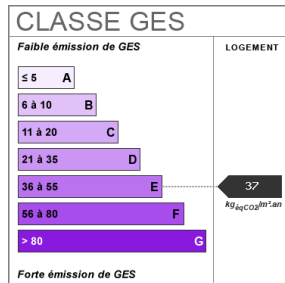 CLASSE GES
Faible émission de GES
LOGEMENT
≤ 5 A
6 à 10 B
11 à 20 C
21 à 35 D
36 à 55 E
37
kgéqCO2/m².an
56 à 80 F
> 80 G
Forte émission de GES